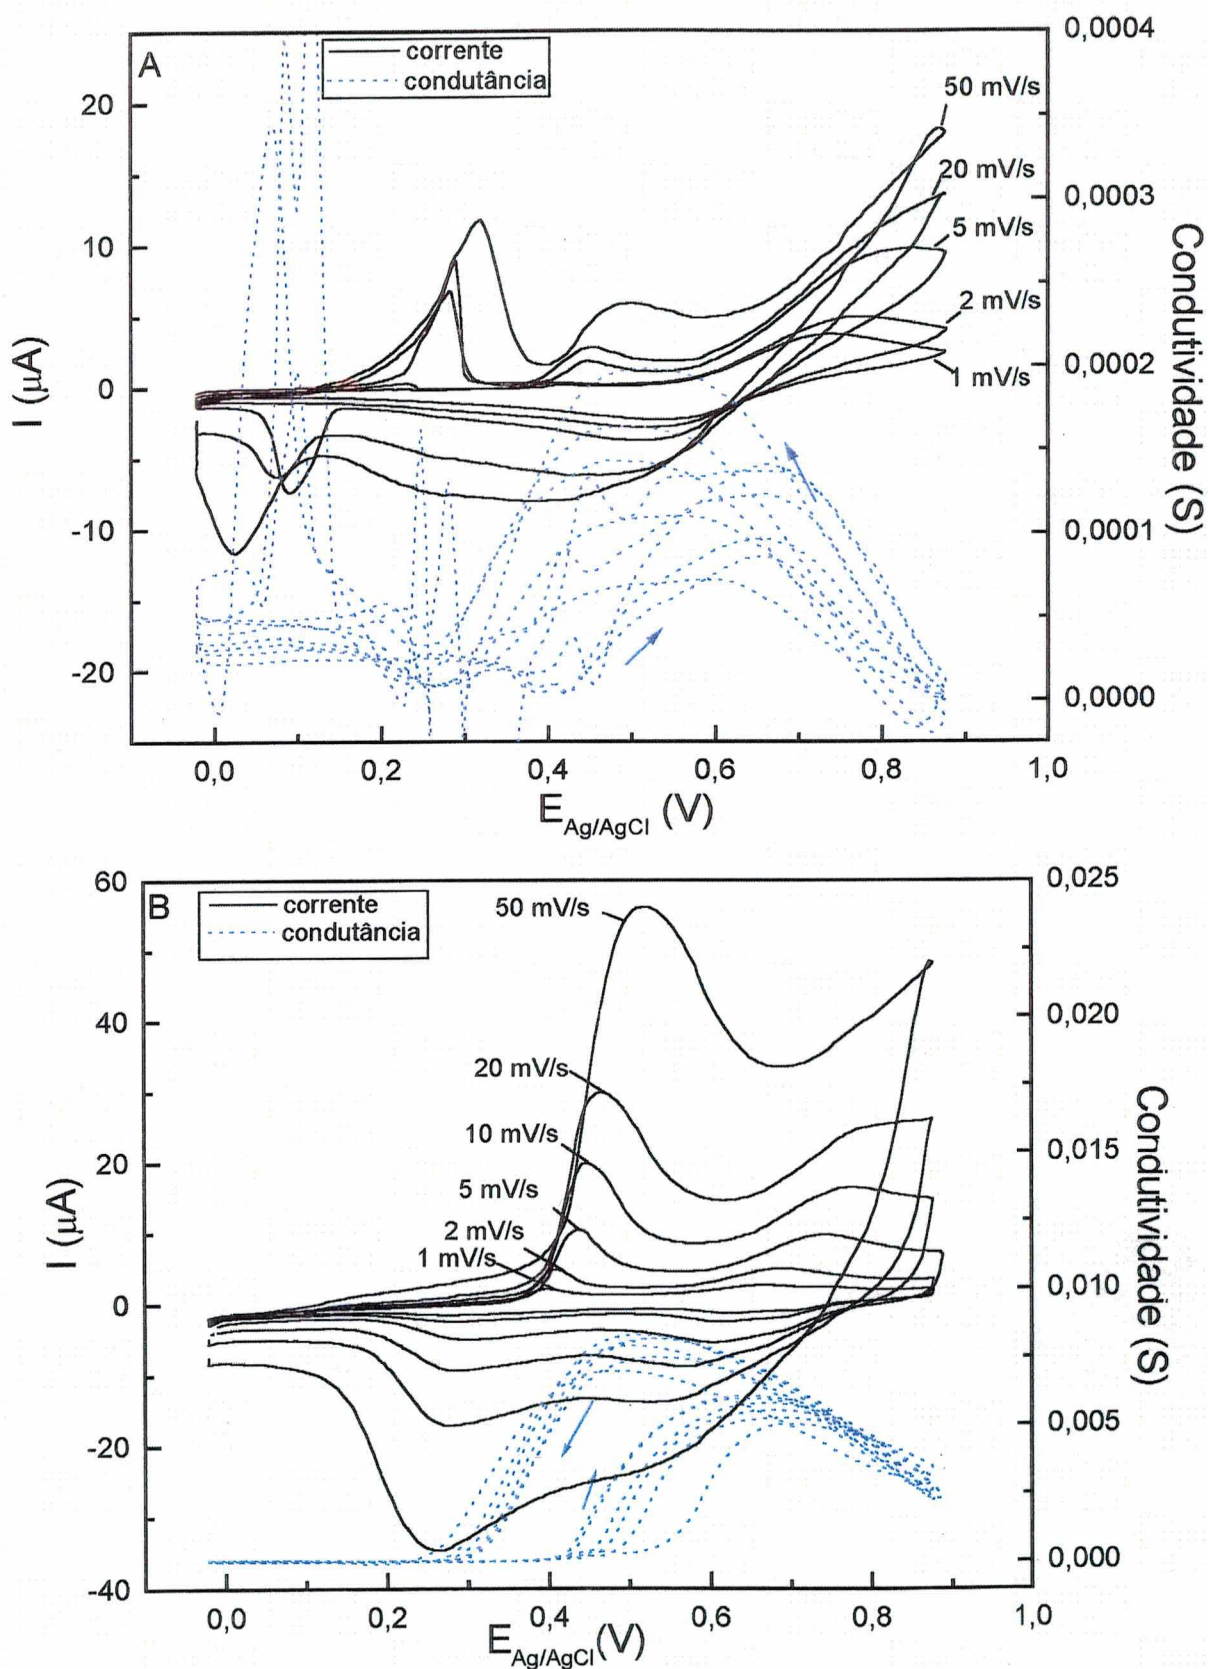 A
corrente
condutância
50 mV/s
20 mV/s
5 mV/s
2 mV/s
1 mV/s
20
10
0
-10
-20
I (μA)
0,0004
0,0003
0,0002
0,0001
0,0000
Condutividade (S)
0,0 0,2 0,4 0,6 0,8 1,0
E Ag/AgCl (V)
B
corrente
condutância
50 mV/s
20 mV/s
10 mV/s
5 mV/s
2 mV/s
1 mV/s
60
40
20
0
-20
-40
I (μA)
0,025
0,020
0,015
0,010
0,005
0,000
Condutividade (S)
0,0 0,2 0,4 0,6 0,8 1,0
E Ag/AgCl (V)